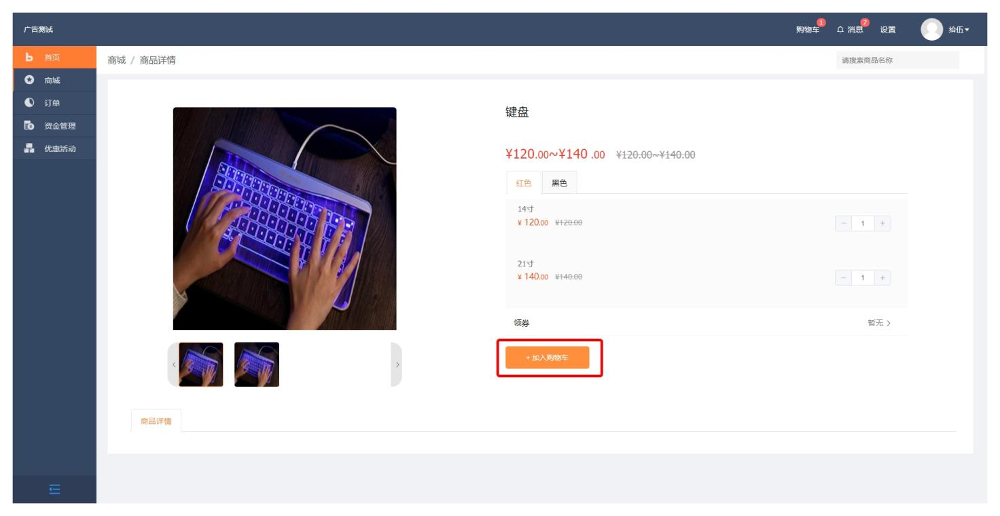 广告测试
购物车 1
消息 7
设置
拾伍
首页
商城
订单
资金管理
优惠活动
商城 / 商品详情
请搜索商品名称
键盘
¥120.00~¥140 .00 ¥120.00~¥140.00
红色 黑色
14寸
¥ 120.00 ¥120.00
- 1 +
21寸
¥ 140.00 ¥140.00
- 1 +
领券 暂无 >
+ 加入购物车
商品详情